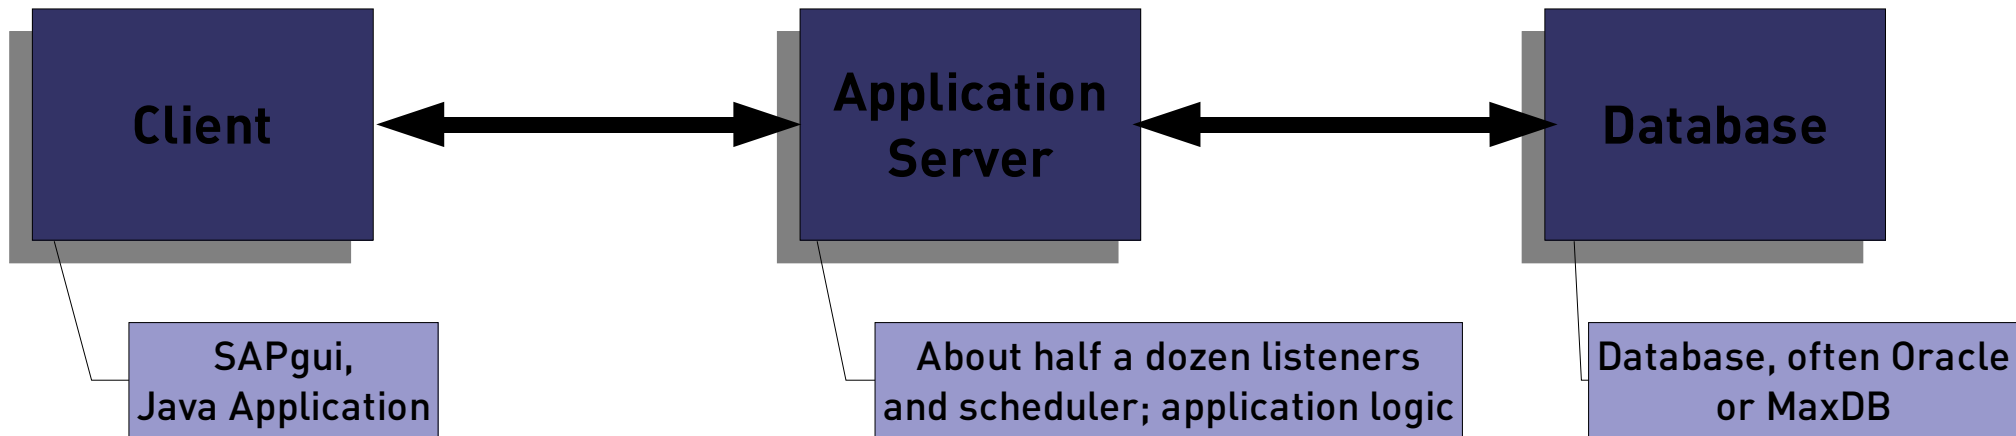 Client
Application
Server
Database
SAPgui,
Java Application
About half a dozen listeners
and scheduler; application logic
Database, often Oracle
or MaxDB